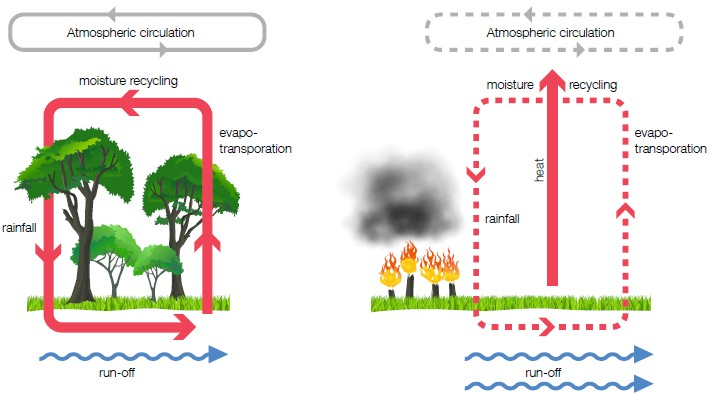 Atmospheric circulation
moisture recycling
evapo-
transporation
rainfall
run-off
Atmospheric circulation
moisture recycling
evapo-
transporation
heat
rainfall
run-off